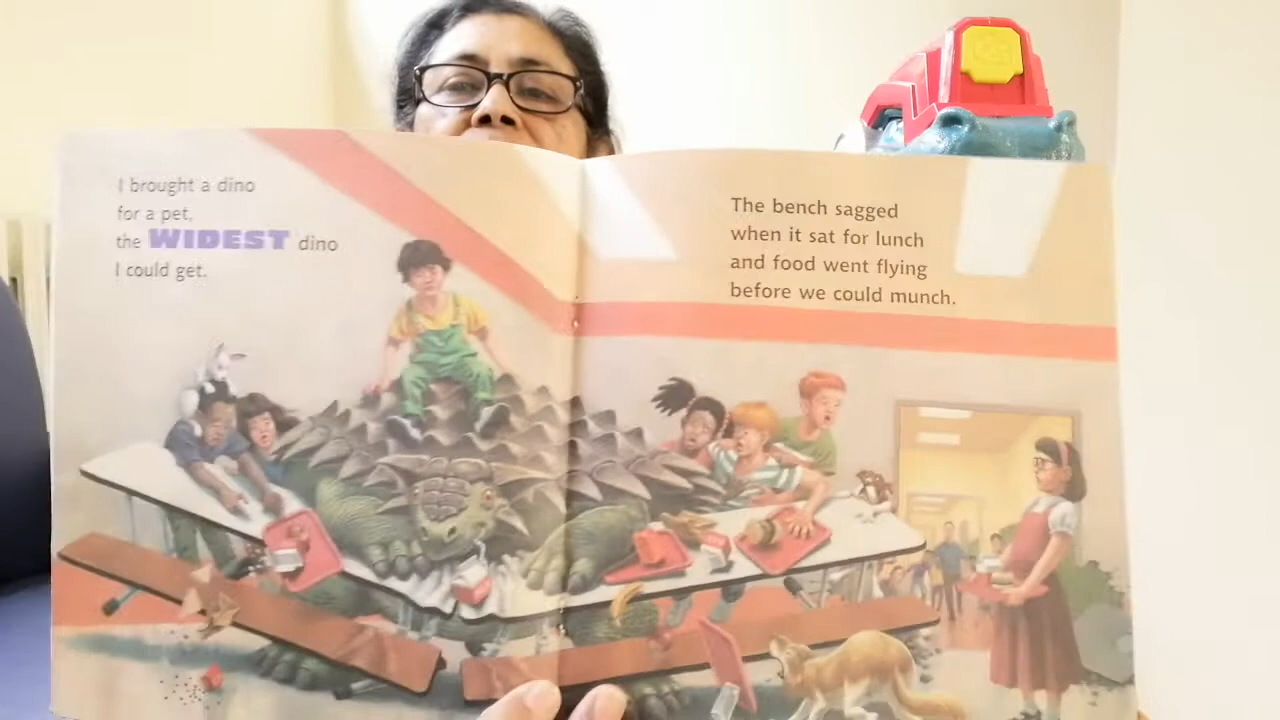 I brought a dino
for a pet,
the WIDEST dino
I could get.
The bench sagged
when it sat for lunch
and food went flying
before we could munch.